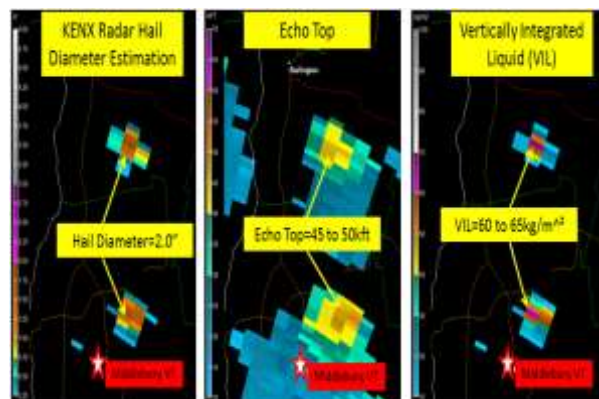 KENX Radar Hail
Diameter Estimation
Hail Diameter=2.0"
Middlebury VT
Echo Top
Burlington
Echo Top=45 to 50kft
Middlebury VT
Vertically Integrated
Liquid (VIL)
VIL=60 to 65kg/m^2
Middlebury VT